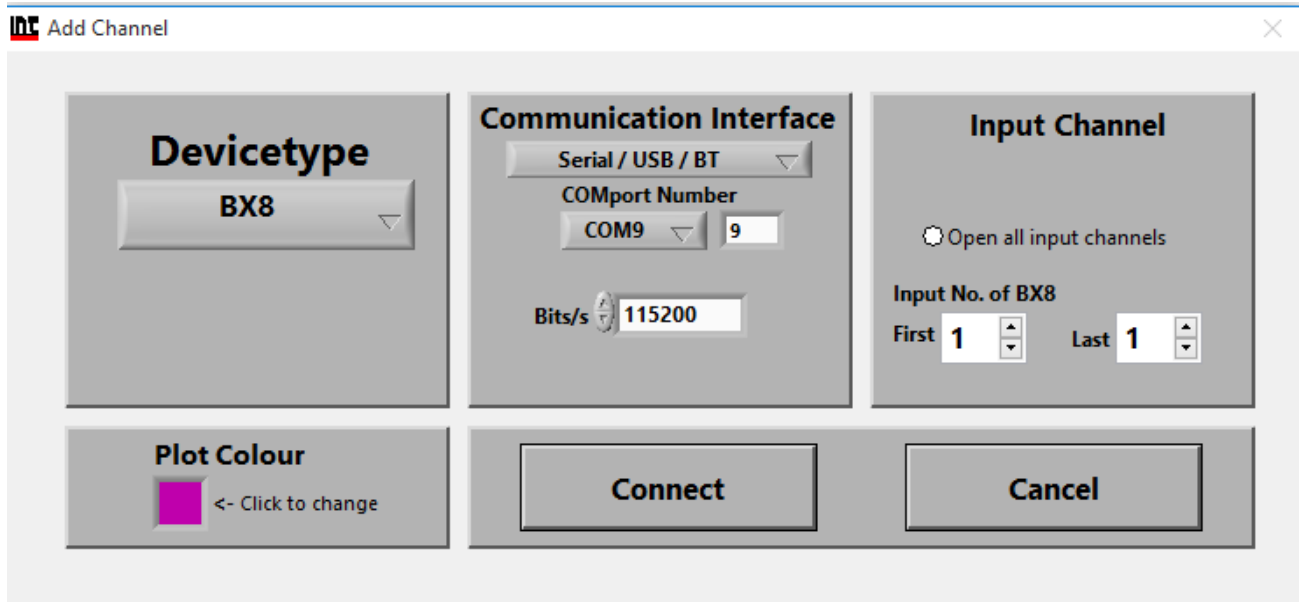 Add Channel
Devicetype
BX8
Communication Interface
Serial / USB / BT
COMport Number
COM9 9
Bits/s 115200
Input Channel
Open all input channels
Input No. of BX8
First 1 Last 1
Plot Colour
<- Click to change
Connect
Cancel